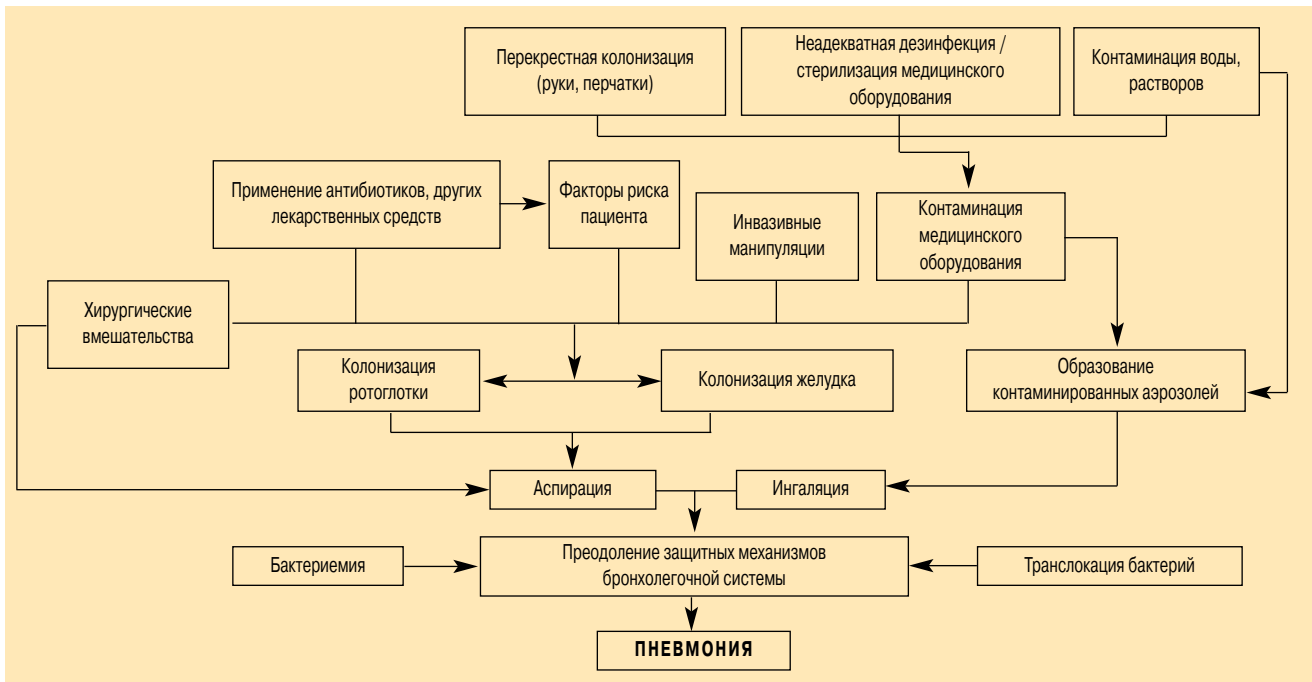 Перекрестная колонизация
(руки, перчатки)
Неадекватная дезинфекция /
стерилизация медицинского
оборудования
Контаминация воды,
растворов
Применение антибиотиков, других
лекарственных средств
Факторы риска
пациента
Инвазивные
манипуляции
Контаминация
медицинского
оборудования
Хирургические
вмешательства
Колонизация
ротоглотки
Колонизация желудка
Образование
контаминированных аэрозолей
Аспирация
Ингаляция
Бактериемия
Преодоление защитных механизмов
бронхолегочной системы
Транслокация бактерий
ПНЕВМОНИЯ